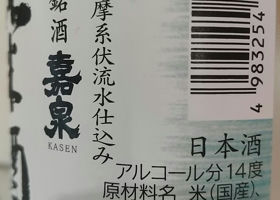 摩系伏流水仕込み
銘酒
嘉泉
KASEN
酒
4 983254
日本酒
アルコール分14度
原材料名 米(国産)、